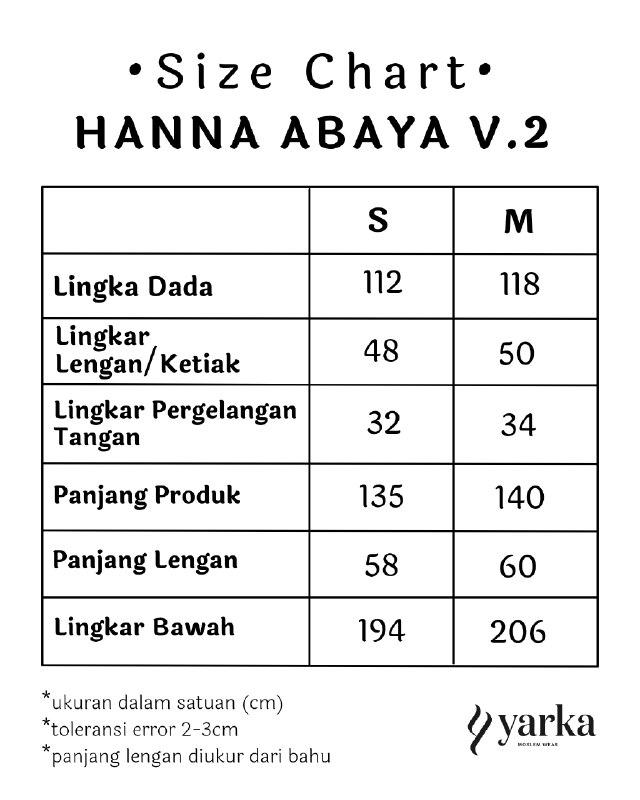 •Size Chart•
HANNA ABAYA V.2
S M
Lingka Dada 112 118
Lingkar
Lengan/Ketiak 48 50
Lingkar Pergelangan
Tangan 32 34
Panjang Produk 135 140
Panjang Lengan 58 60
Lingkar Bawah 194 206
*ukuran dalam satuan (cm)
*toleransi error 2-3cm
*panjang lengan diukur dari bahu
yarka
MOSLEM WEAR